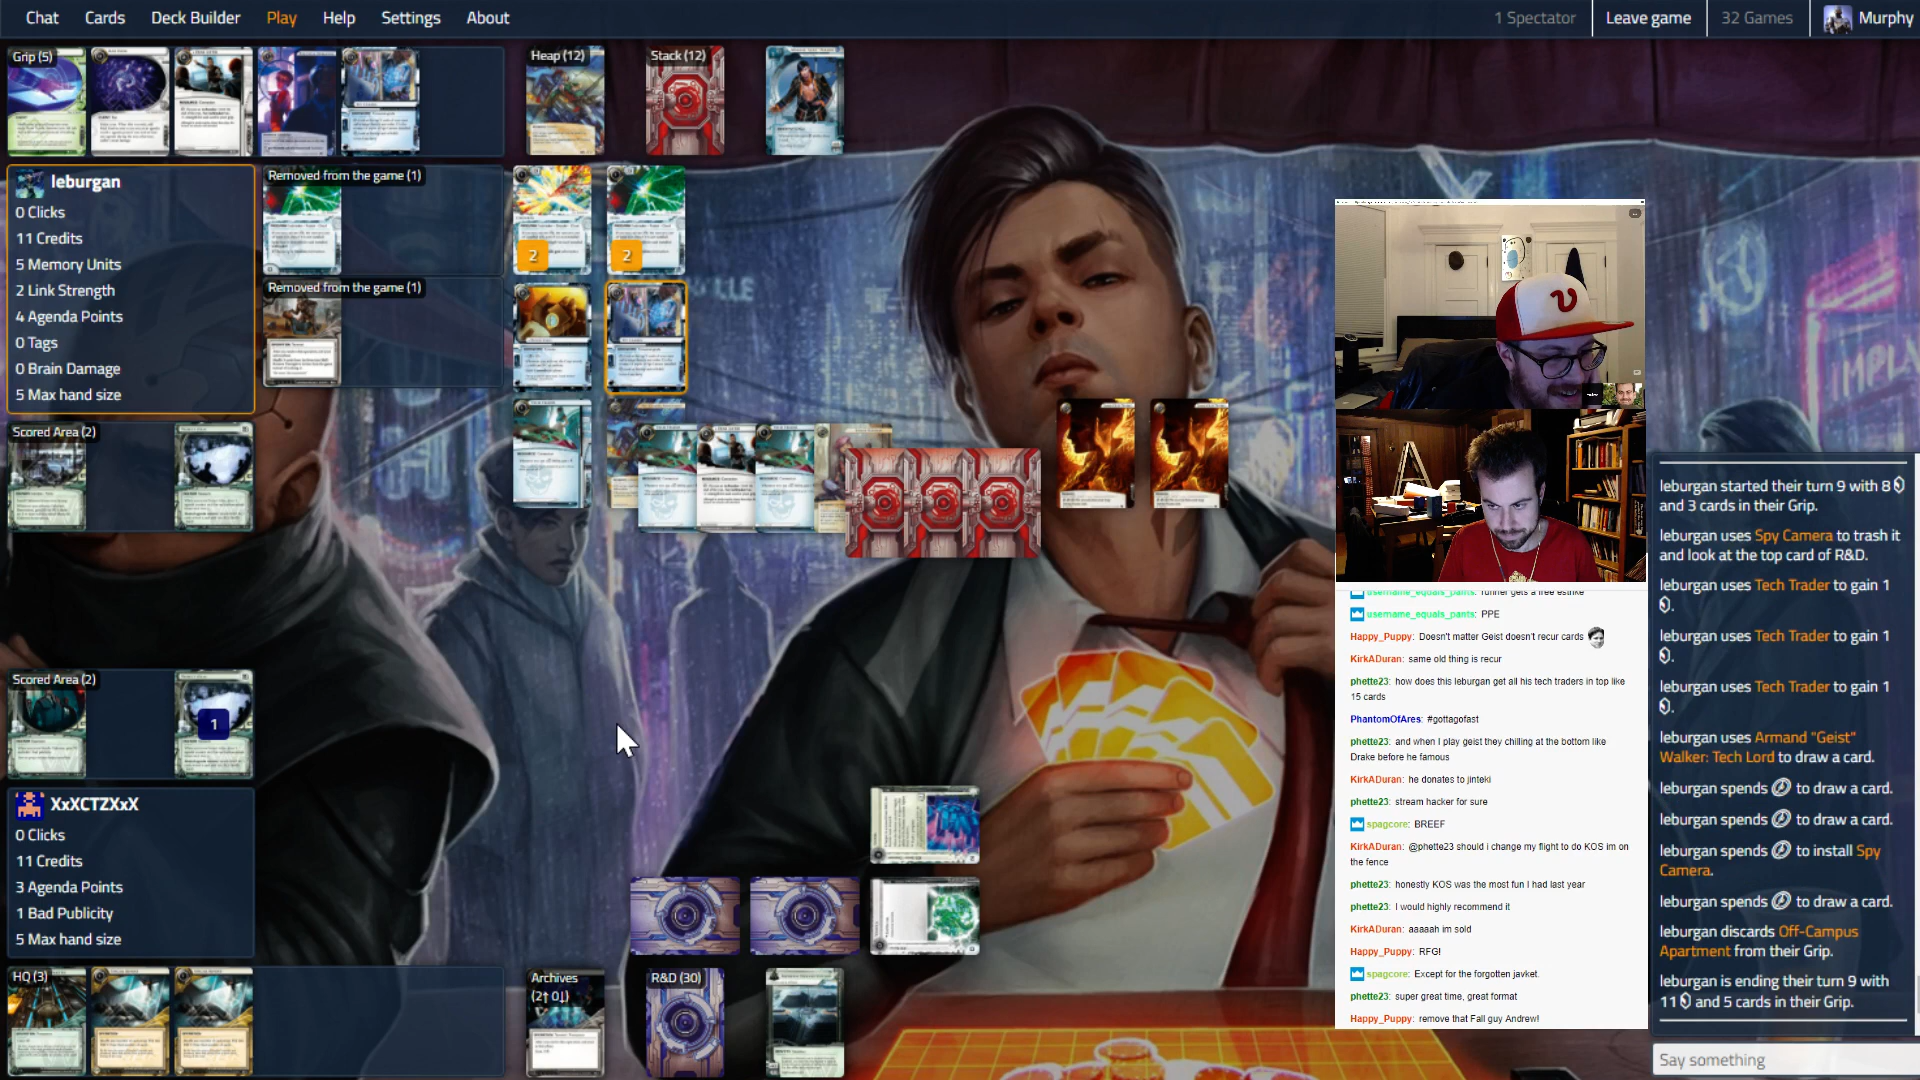 Chat Cards Deck Builder Play Help Settings About
1 Spectator Leave game 32 Games Murphy
Grip (5)
Heap (12)
Stack (12)
leburgan
0 Clicks
11 Credits
5 Memory Units
2 Link Strength
4 Agenda Points
0 Tags
0 Brain Damage
5 Max hand size
Removed from the game (1)
Removed from the game (1)
2
2
Scored Area (2)
Scored Area (2)
1
XxXCTZXxX
0 Clicks
11 Credits
3 Agenda Points
1 Bad Publicity
5 Max hand size
HQ (3)
Archives
(2↑ 0↓)
R&D (30)
username_equals_pants: runner gets a free estrike
username_equals_pants: PPE
Happy_Puppy: Doesn't matter Geist doesn't recur cards
KirkADuran: same old thing is recur
phette23: how does this leburgan get all his tech traders in top like
15 cards
PhantomOfAres: #gottagofast
phette23: and when I play geist they chilling at the bottom like
Drake before he famous
KirkADuran: he donates to jinteki
phette23: stream hacker for sure
spagcore: BREEF
KirkADuran: @phette23 should i change my flight to do KOS im on
the fence
phette23: honestly KOS was the most fun I had last year
phette23: I would highly recommend it
KirkADuran: aaaaah im sold
Happy_Puppy: RFG!
spagcore: Except for the forgotten javket.
phette23: super great time, great format
Happy_Puppy: remove that Fall guy Andrew!
leburgan started their turn 9 with 8
and 3 cards in their Grip.
leburgan uses Spy Camera to trash it
and look at the top card of R&D.
leburgan uses Tech Trader to gain 1
.
leburgan uses Tech Trader to gain 1
.
leburgan uses Tech Trader to gain 1
.
leburgan uses Armand "Geist"
Walker: Tech Lord to draw a card.
leburgan spends to draw a card.
leburgan spends to draw a card.
leburgan spends to install Spy
Camera.
leburgan spends to draw a card.
leburgan discards Off-Campus
Apartment from their Grip.
leburgan is ending their turn 9 with
11 and 5 cards in their Grip.
Say something